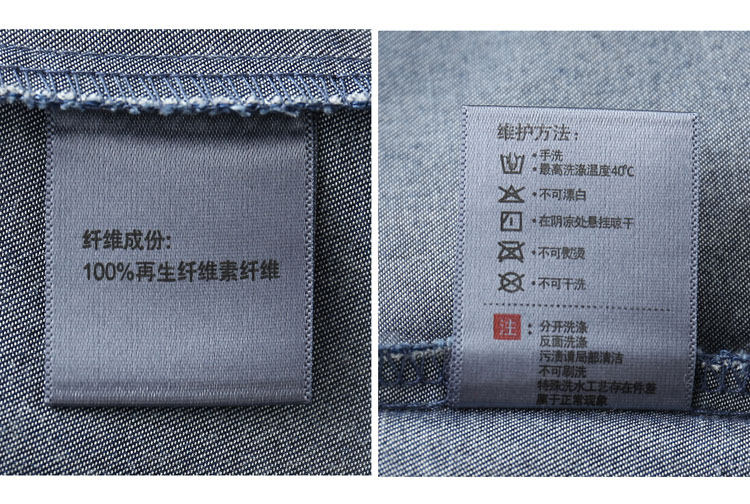 纤维成份:
100%再生纤维素纤维
维护方法:
•手洗
•最高洗涤温度40℃
•不可漂白
•在阴凉处悬挂晾干
•不可熨烫
•不可干洗
注:
分开洗涤
反面洗涤
污渍请局部清洁
不可刷洗
特殊洗水工艺存在件差
属于正常现象